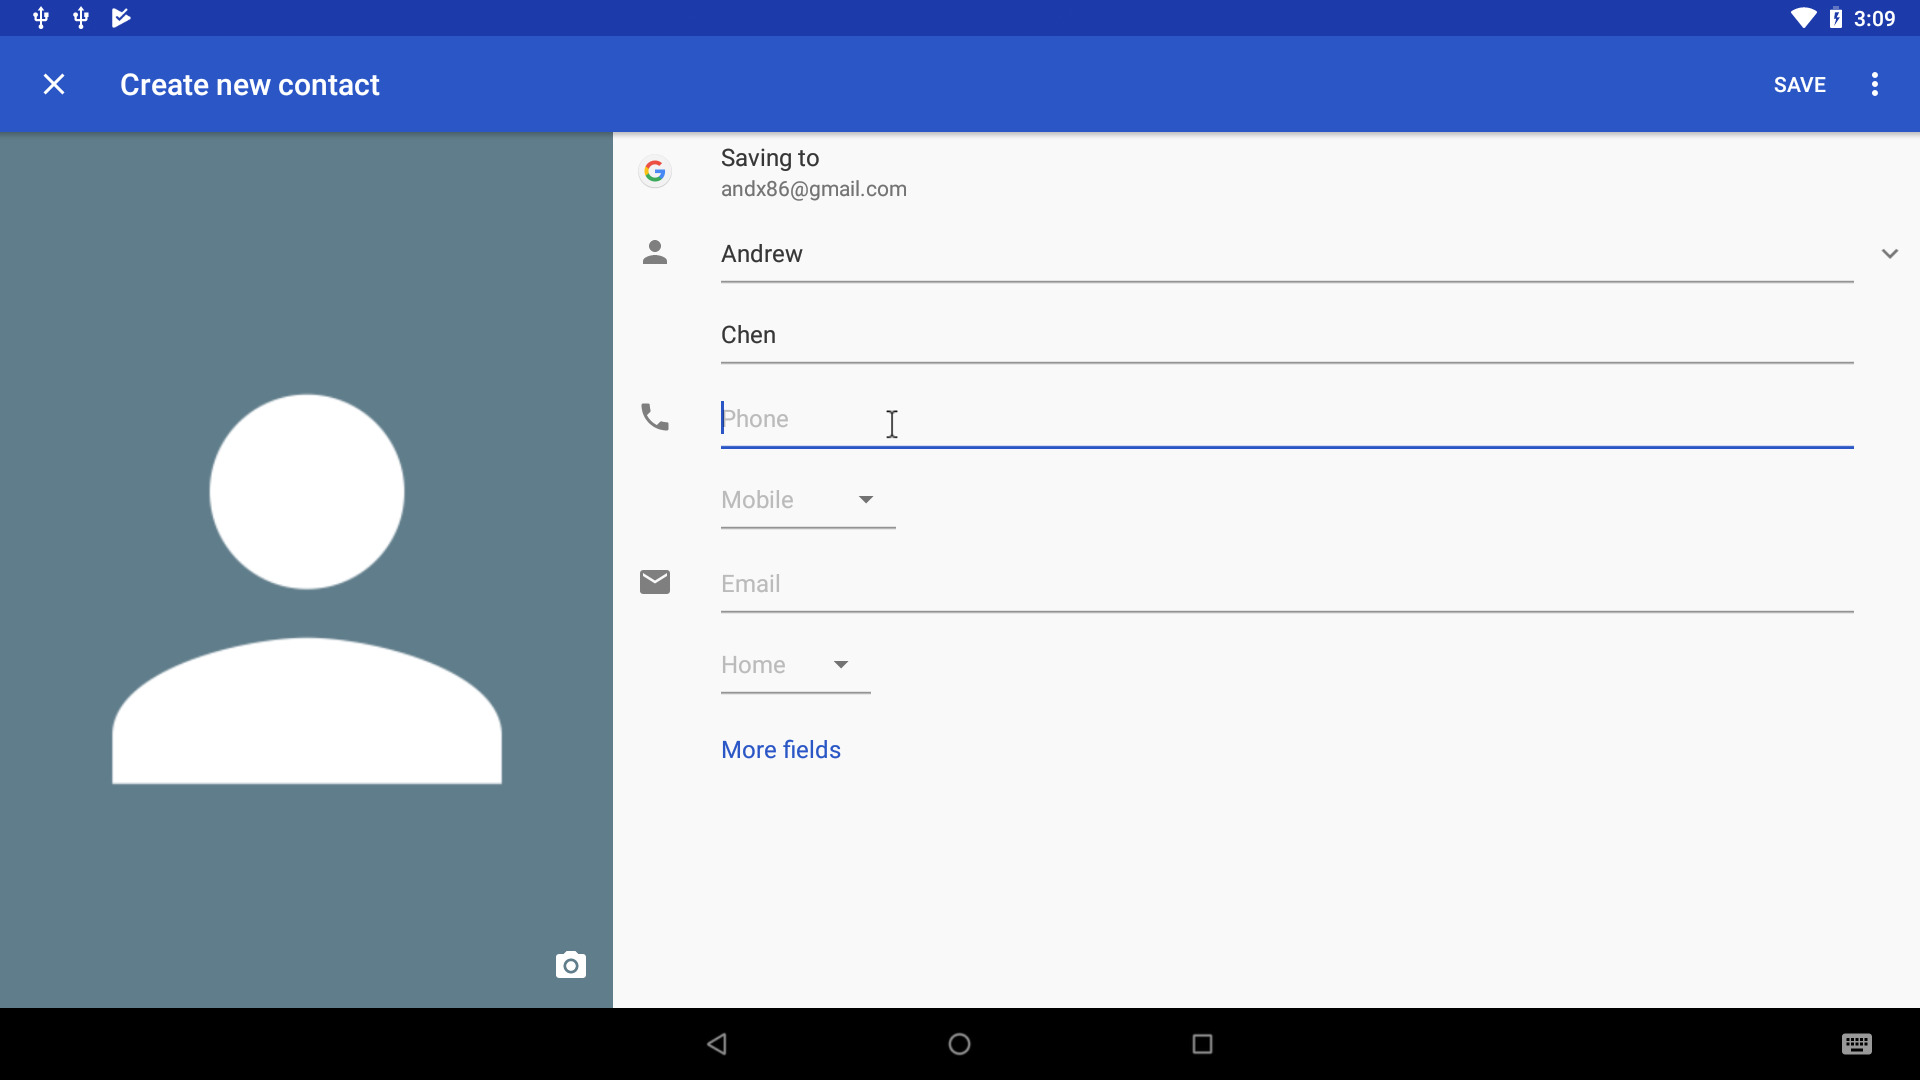 3:09
Create new contact
SAVE
Saving to
andx86@gmail.com
Andrew
Chen
Phone
Mobile
Email
Home
More fields